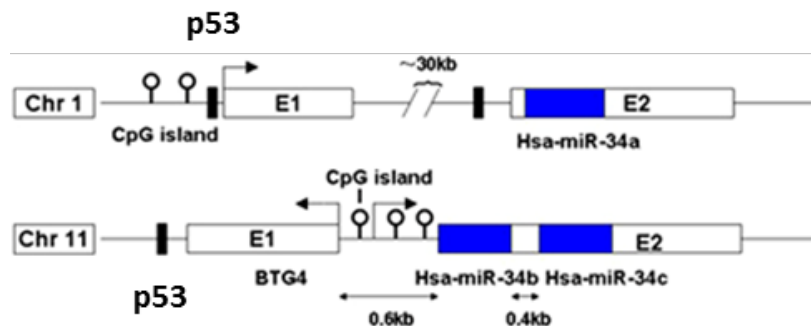 p53
~30kb
Chr 1
E1
E2
CpG island
Hsa-miR-34a
CpG island
Chr 11
E1
E2
BTG4
Hsa-miR-34b
Hsa-miR-34c
p53
0.6kb
0.4kb